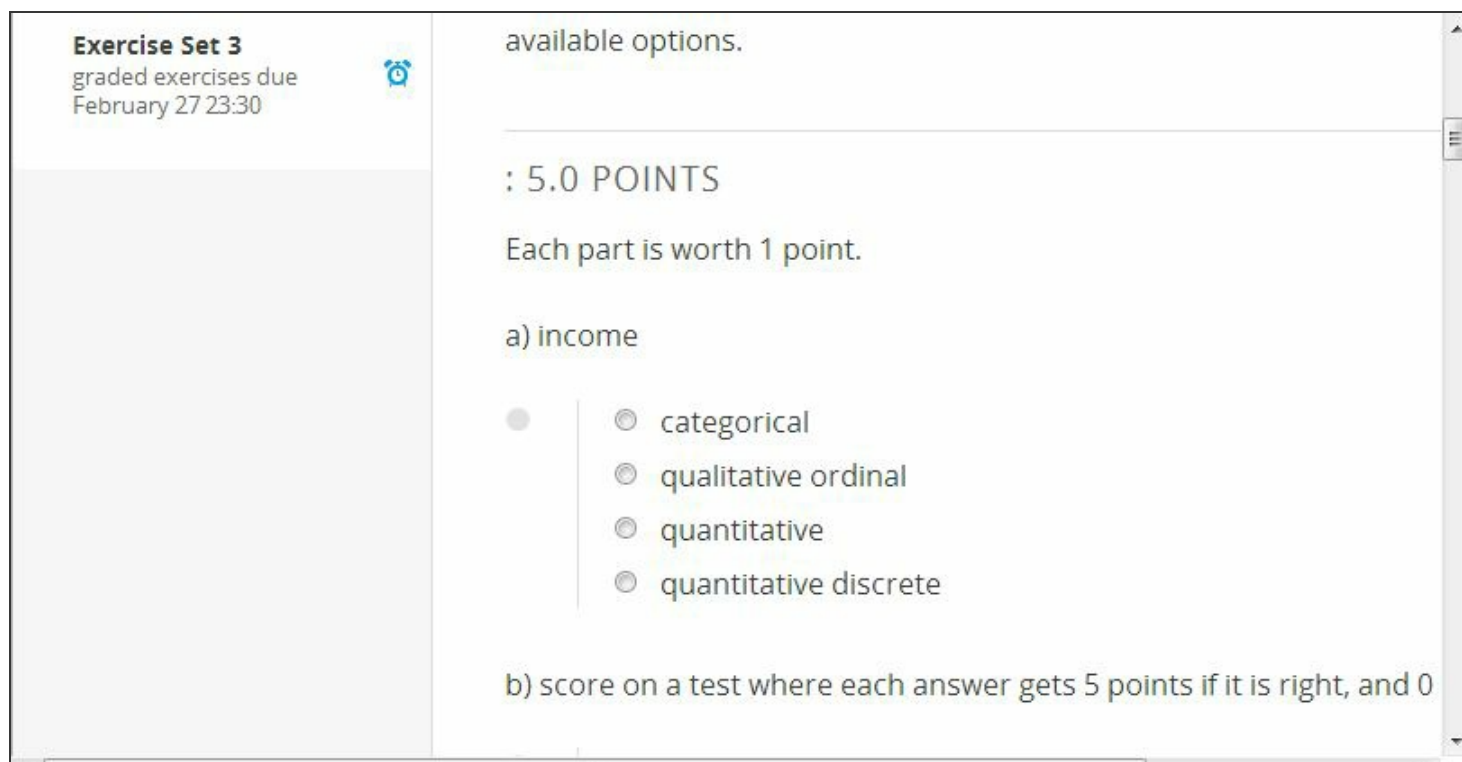 Exercise Set 3
graded exercises due
February 27 23:30
available options.
: 5.0 POINTS
Each part is worth 1 point.
a) income
categorical
qualitative ordinal
quantitative
quantitative discrete
b) score on a test where each answer gets 5 points if it is right, and 0